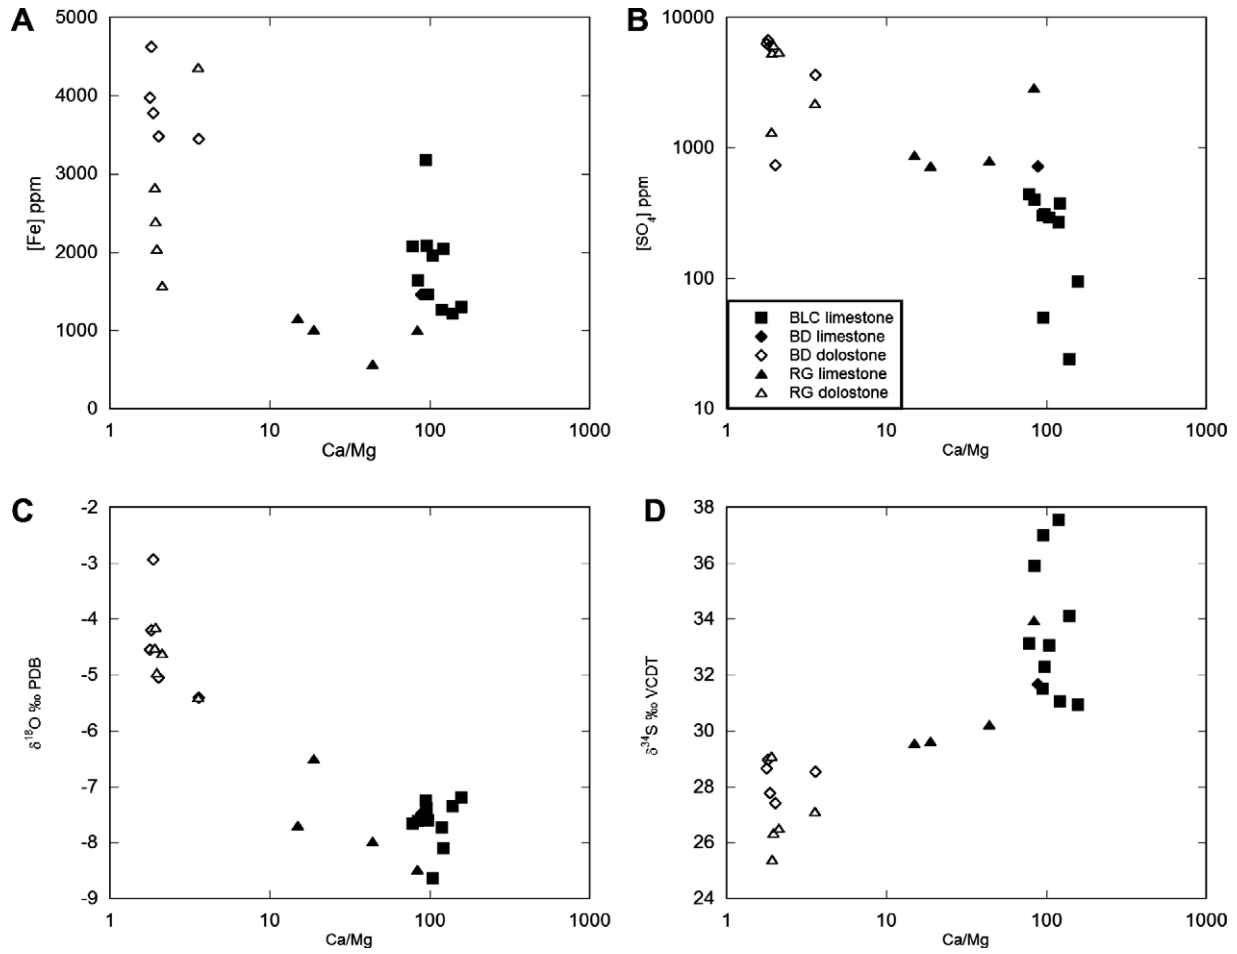 A
5000
4000
3000
2000
1000
0
[Fe] ppm
1
10
100
1000
Ca/Mg
B
10000
1000
100
10
[SO4] ppm
BLC limestone
BD limestone
BD dolostone
RG limestone
RG dolostone
1
10
100
1000
Ca/Mg
C
-2
-3
-4
-5
-6
-7
-8
-9
δ18O ‰ PDB
1
10
100
1000
Ca/Mg
D
38
36
34
32
30
28
26
24
δ34S ‰ VCDT
1
10
100
1000
Ca/Mg